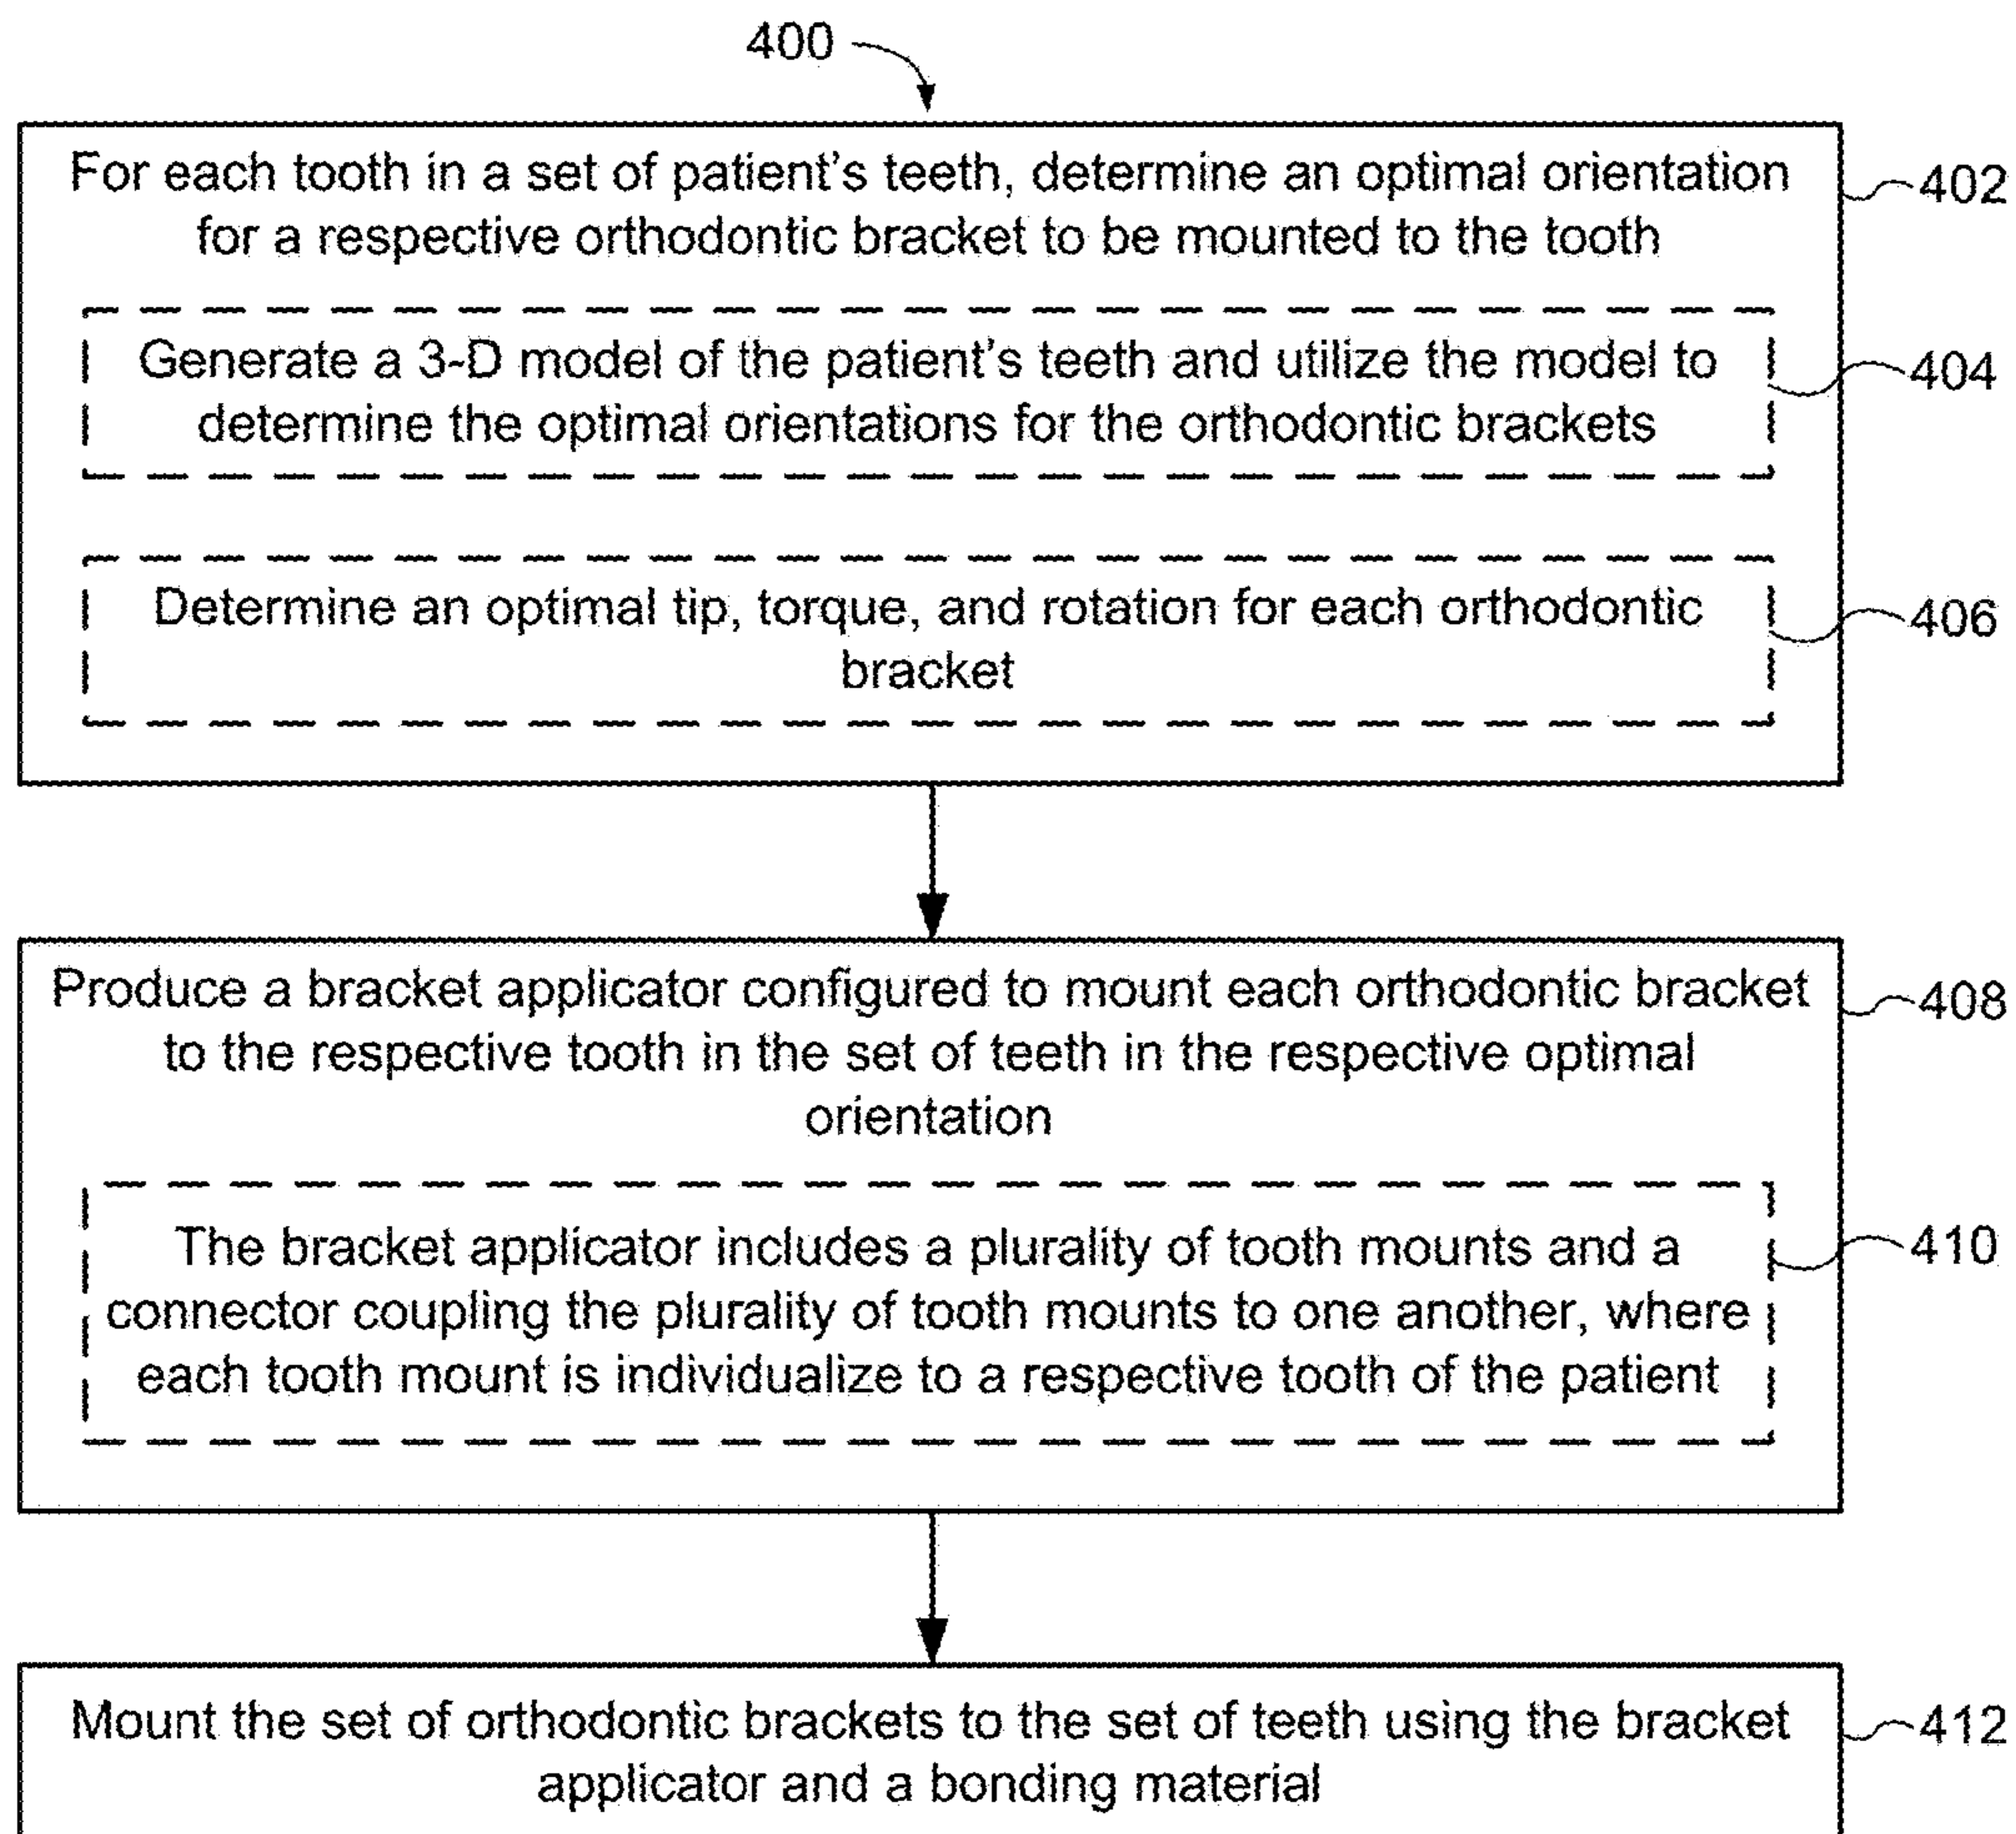 400
For each tooth in a set of patient's teeth, determine an optimal orientation
for a respective orthodontic bracket to be mounted to the tooth
402
Generate a 3-D model of the patient's teeth and utilize the model to
determine the optimal orientations for the orthodontic brackets
404
Determine an optimal tip, torque, and rotation for each orthodontic
bracket
406
Produce a bracket applicator configured to mount each orthodontic bracket
to the respective tooth in the set of teeth in the respective optimal
orientation
408
The bracket applicator includes a plurality of tooth mounts and a
connector coupling the plurality of tooth mounts to one another, where
each tooth mount is individualize to a respective tooth of the patient
410
Mount the set of orthodontic brackets to the set of teeth using the bracket
applicator and a bonding material
412